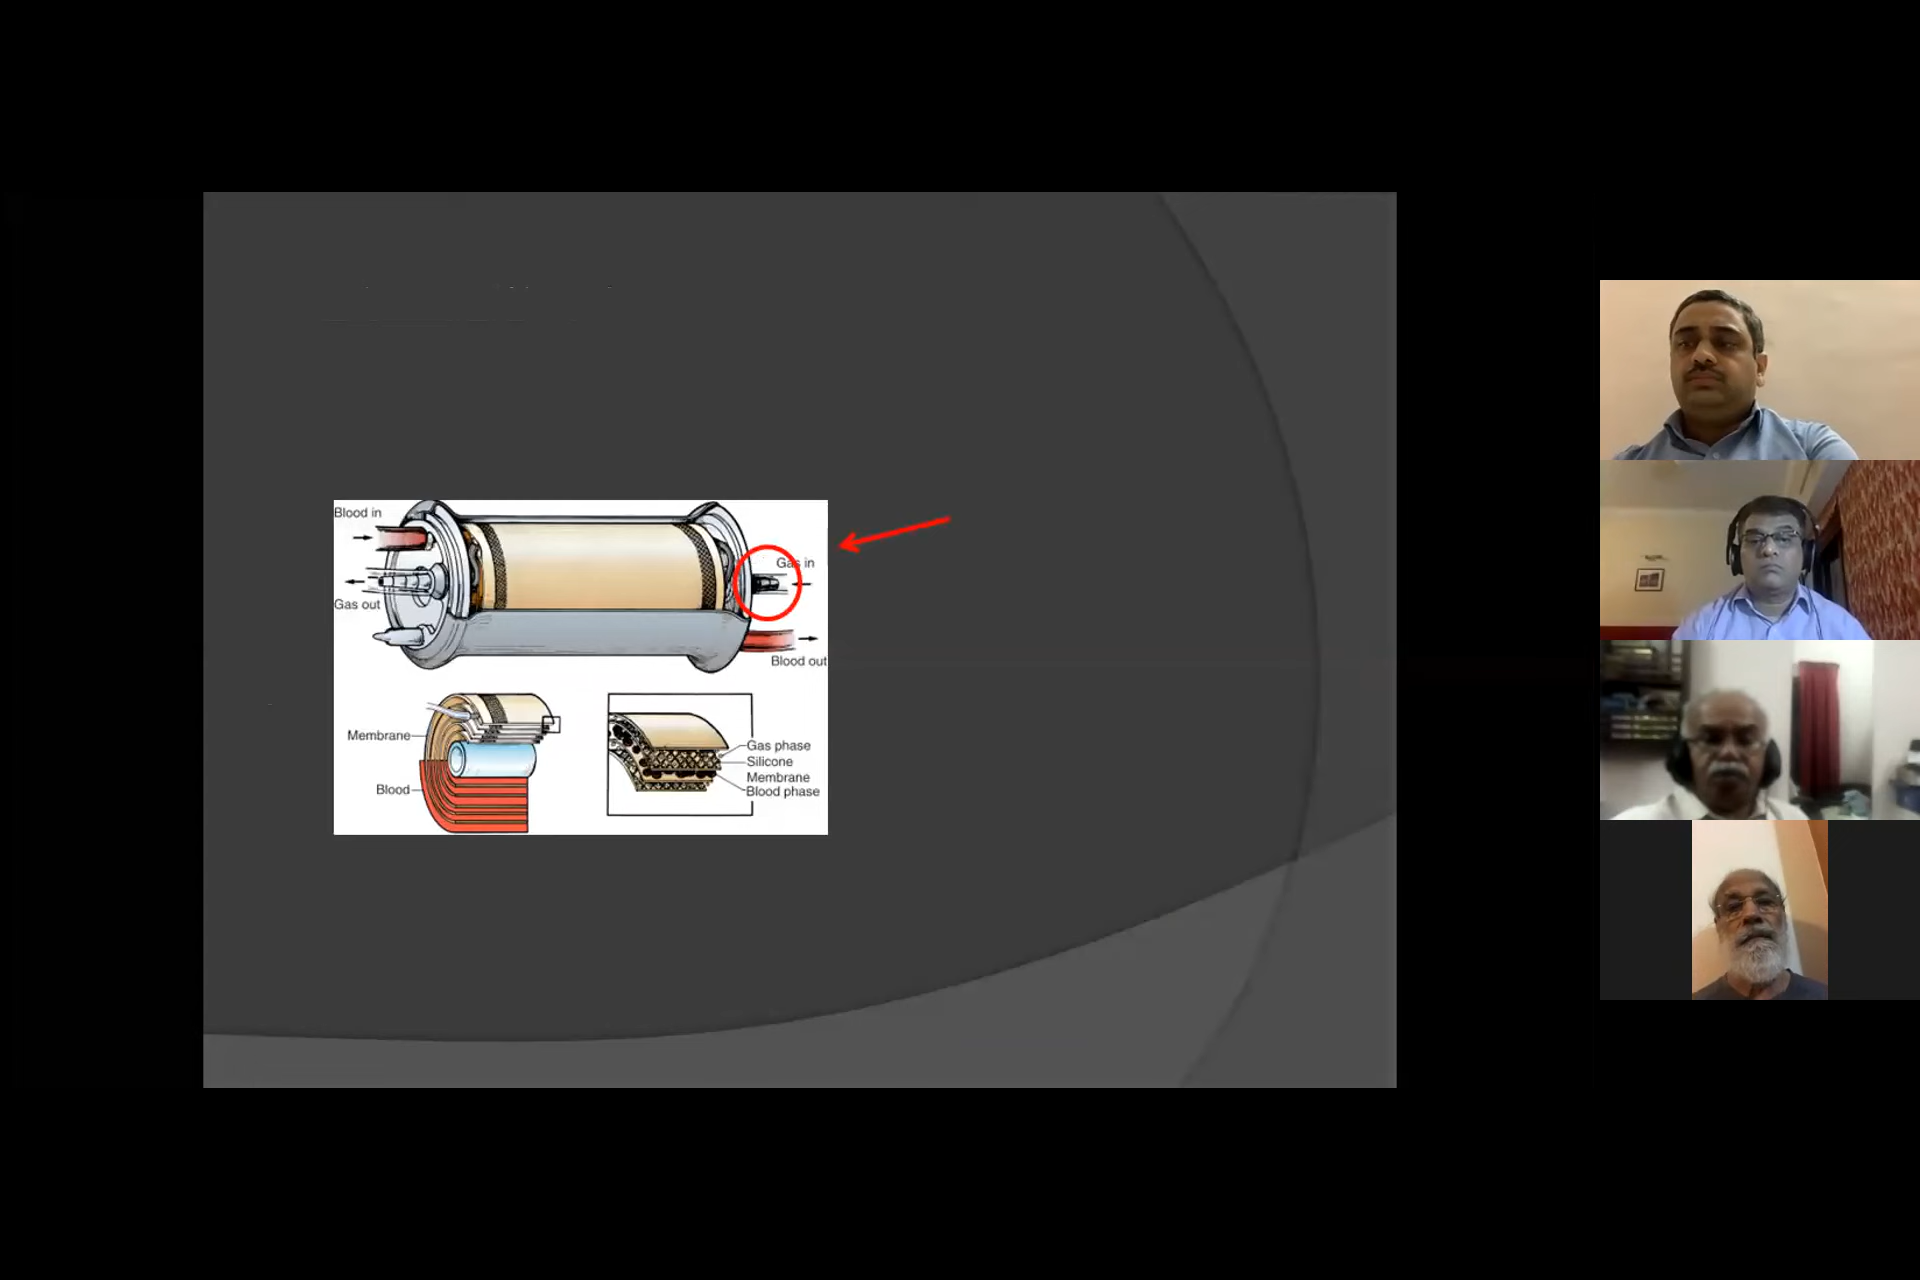 Blood in
Gas in
Gas out
Blood out
Membrane
Blood
Gas phase
Silicone
Membrane
Blood phase